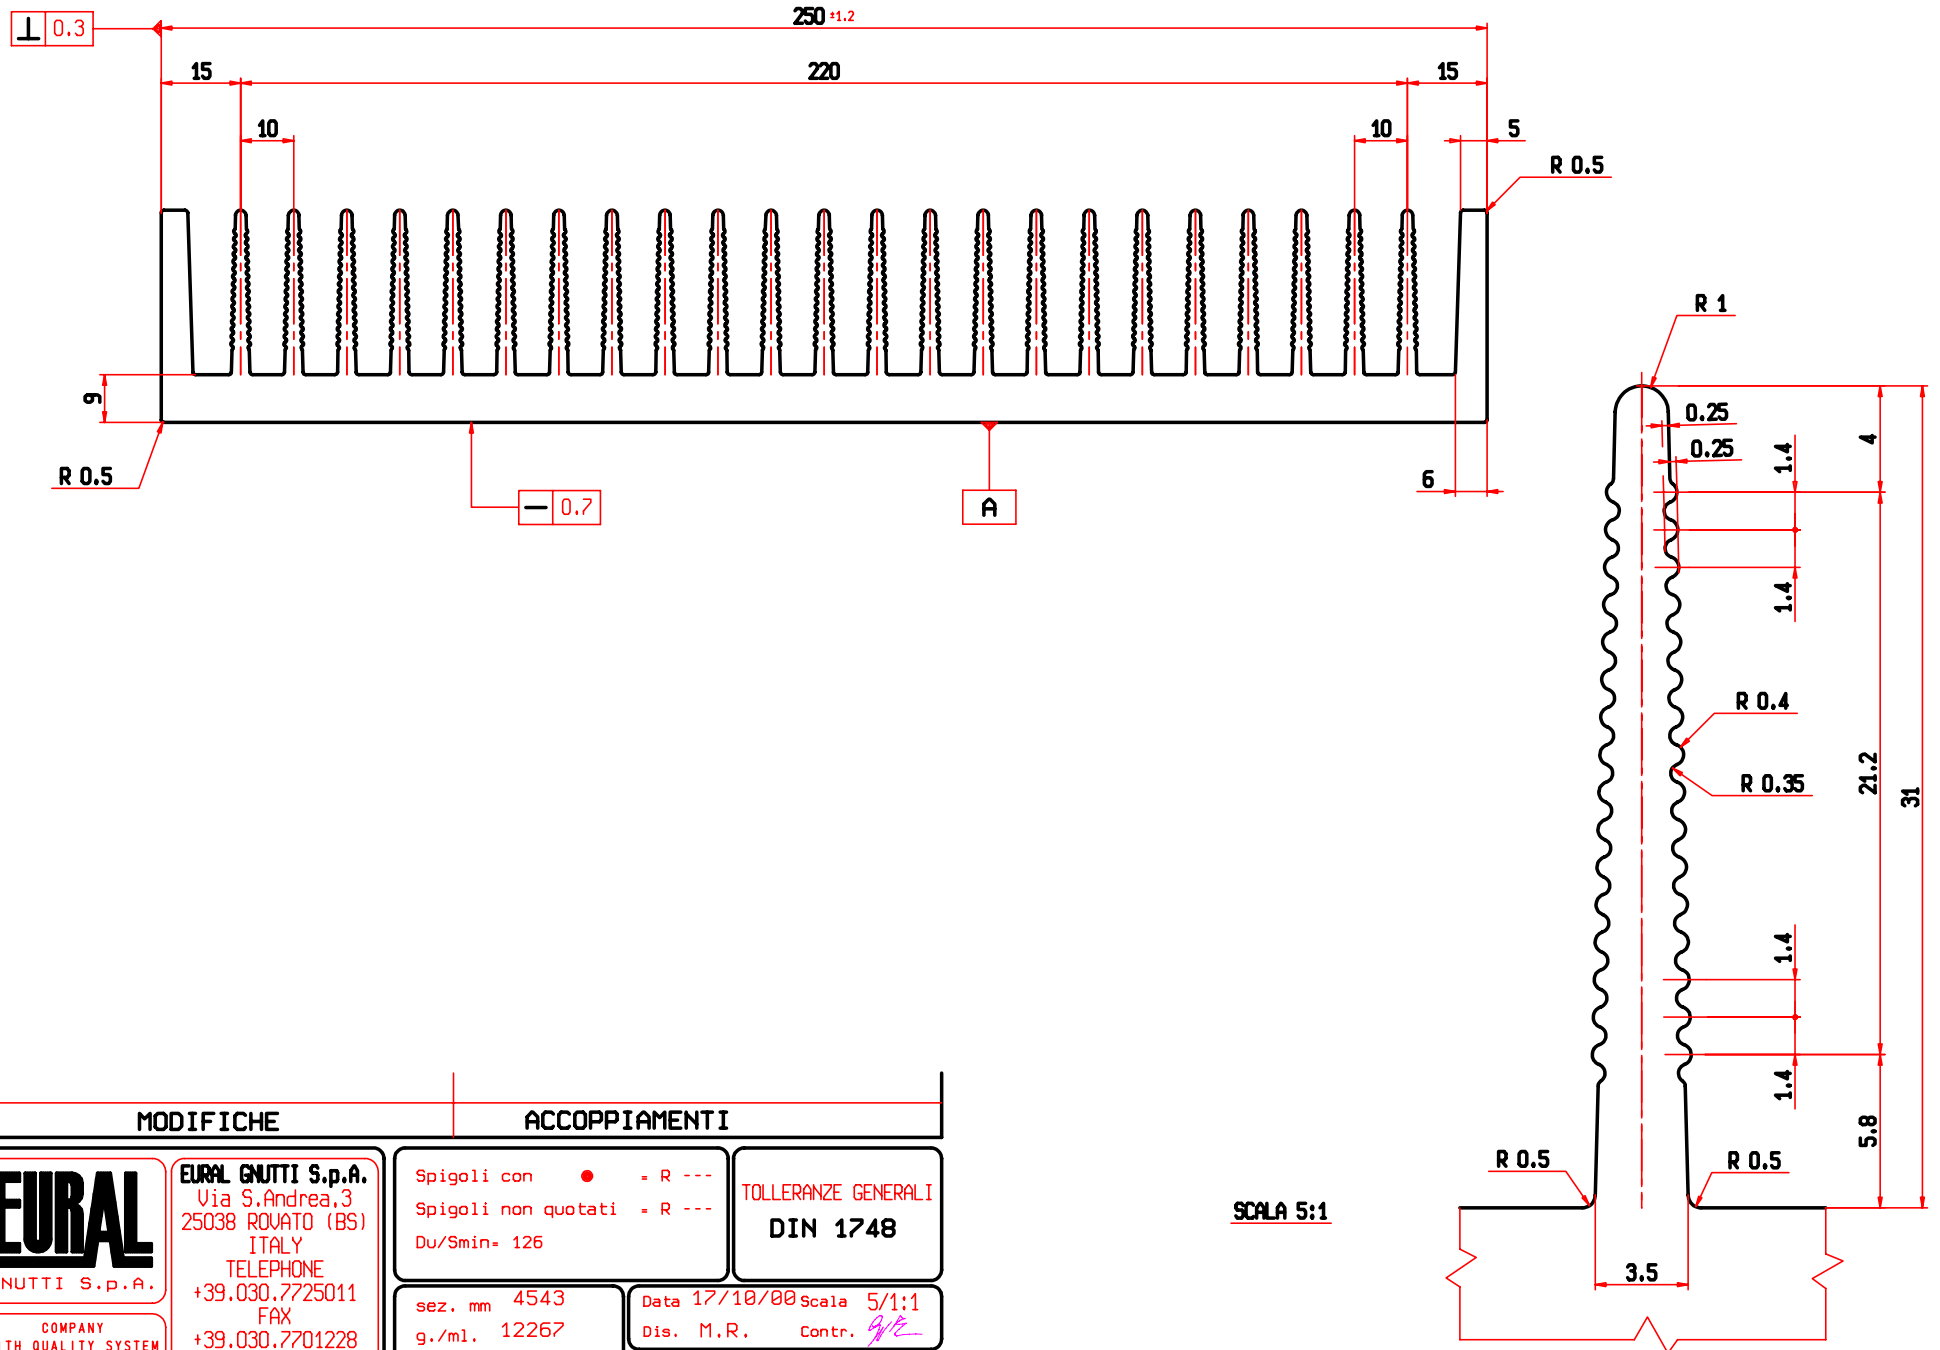 ⊥ 0.3
250 ±1.2
15
220
15
10
10
5
R 0.5
9
R 0.5
— 0.7
A
6
R 1
0.25
0.25
1.4
4
1.4
R 0.4
R 0.35
21.2
31
1.4
1.4
5.8
R 0.5
R 0.5
3.5
SCALA 5:1
MODIFICHE
ACCOPPIAMENTI
EURAL
NUTTI S.p.A.
COMPANY
TH QUALITY SYSTEM
EURAL GNUTTI S.p.A.
Via S.Andrea,3
25038 ROVATO (BS)
ITALY
TELEPHONE
+39.030.7725011
FAX
+39.030.7701228
Spigoli con ● = R ---
Spigoli non quotati = R ---
Du/Smin= 126
TOLLERANZE GENERALI
DIN 1748
sez. mm 4543
g./ml. 12267
Data 17/10/00 Scala 5/1:1
Dis. M.R. Contr.